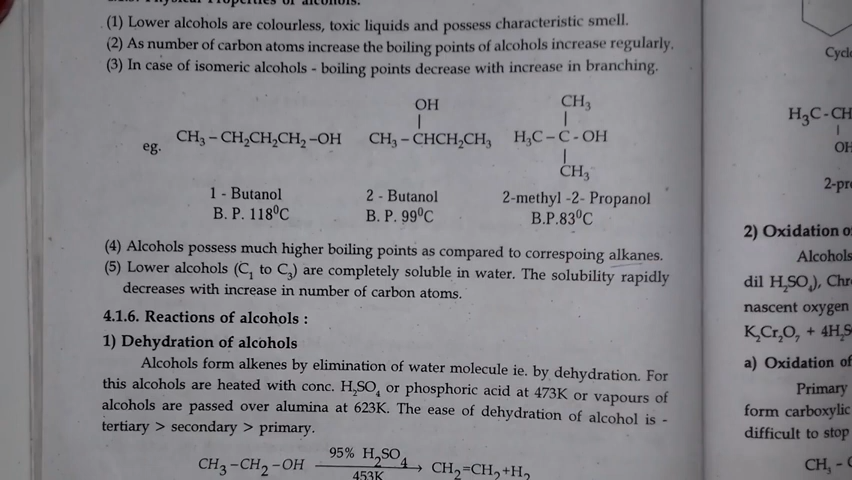 Physical Properties of alcohols.
(1) Lower alcohols are colourless, toxic liquids and possess characteristic smell.
(2) As number of carbon atoms increase the boiling points of alcohols increase regularly.
(3) In case of isomeric alcohols - boiling points decrease with increase in branching.
OH
CH₃
|
|
eg.
CH₃ – CH₂CH₂CH₂ –OH
CH₃ – CHCH₂CH₃
H₃C – C - OH
|
CH₃
1 - Butanol
2 - Butanol
2-methyl -2- Propanol
B. P. 118⁰C
B. P. 99⁰C
B.P.83⁰C
(4) Alcohols possess much higher boiling points as compared to correspoing alkanes.
(5) Lower alcohols (C₁ to C₃) are completely soluble in water. The solubility rapidly
decreases with increase in number of carbon atoms.
4.1.6. Reactions of alcohols :
1) Dehydration of alcohols
Alcohols form alkenes by elimination of water molecule ie. by dehydration. For
this alcohols are heated with conc. H₂SO₄ or phosphoric acid at 473K or vapours of
alcohols are passed over alumina at 623K. The ease of dehydration of alcohol is -
tertiary > secondary > primary.
95% H₂SO₄
CH₃ –CH₂ –OH
CH₂=CH₂+H₂
453K
H₃C - CH
|
OH
2) Oxidation
Alcohols
dil H₂SO₄), Chr
nascent oxygen
K₂Cr₂O₇ + 4H₂S
a) Oxidation of
Primary
form carboxylic
difficult to stop
CH₃ –